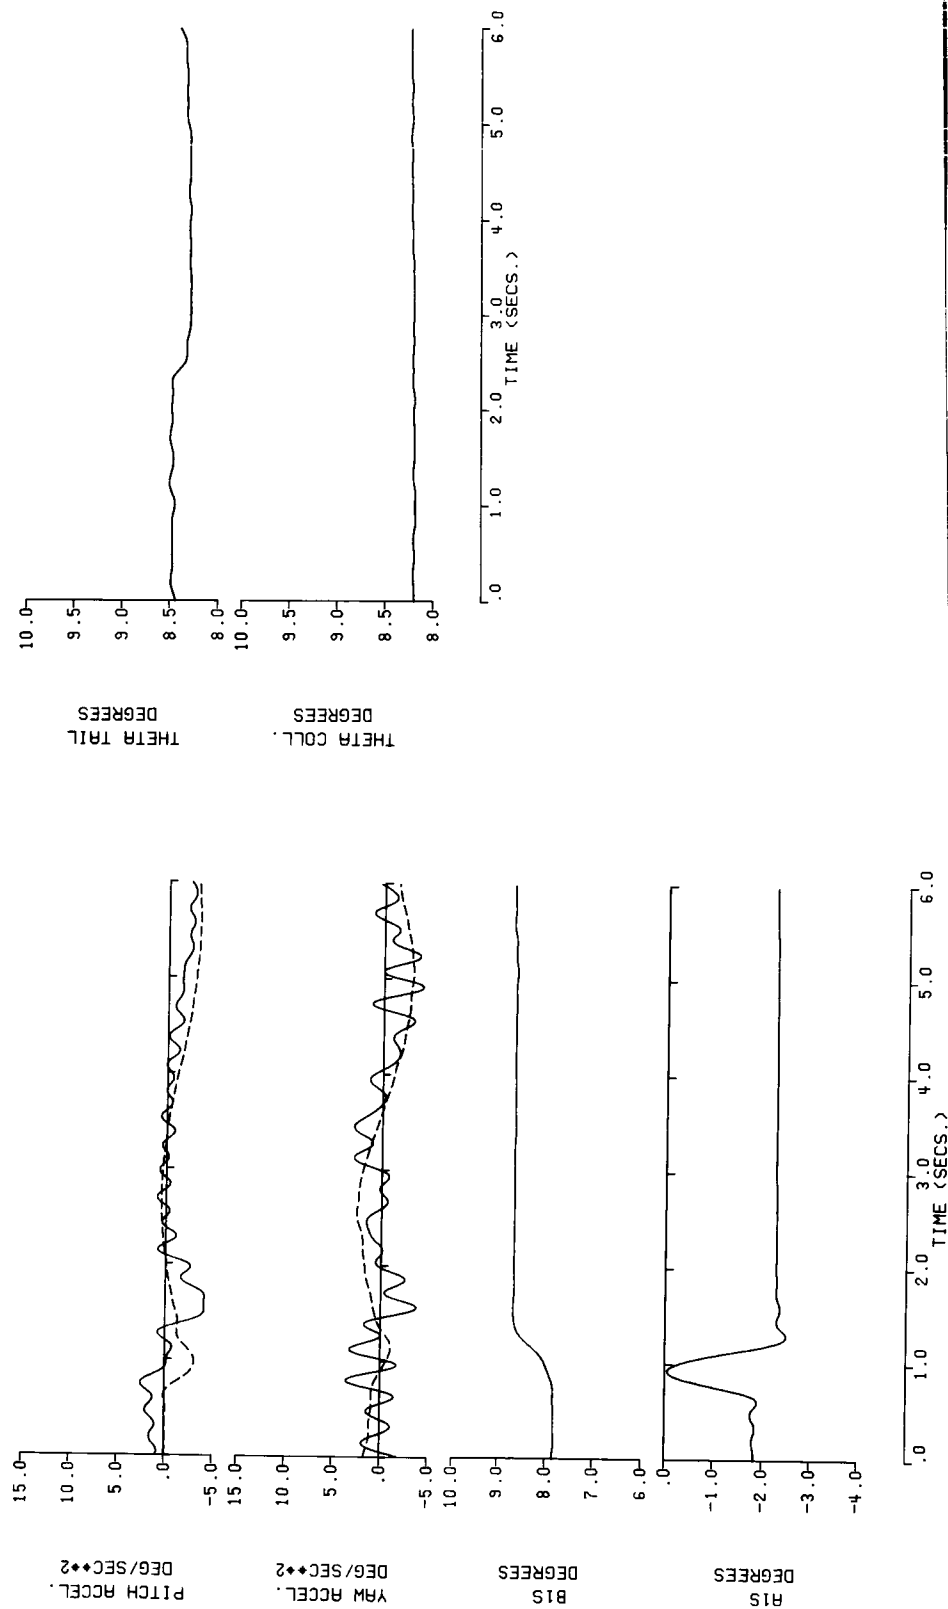 THETA TAIL
DEGREES
10.0
9.5
9.0
8.5
8.0
THETA COLL.
DEGREES
10.0
9.5
9.0
8.5
8.0
.0 1.0 2.0 3.0 4.0 5.0 6.0
TIME (SECS.)
PITCH ACCEL.
DEG/SEC**2
15.0
10.0
5.0
.0
-5.0
YAW ACCEL.
DEG/SEC**2
15.0
10.0
5.0
.0
-5.0
B1S
DEGREES
10.0
9.0
8.0
7.0
6.0
A1S
DEGREES
.0
-1.0
-2.0
-3.0
-4.0
.0 1.0 2.0 3.0 4.0 5.0 6.0
TIME (SECS.)